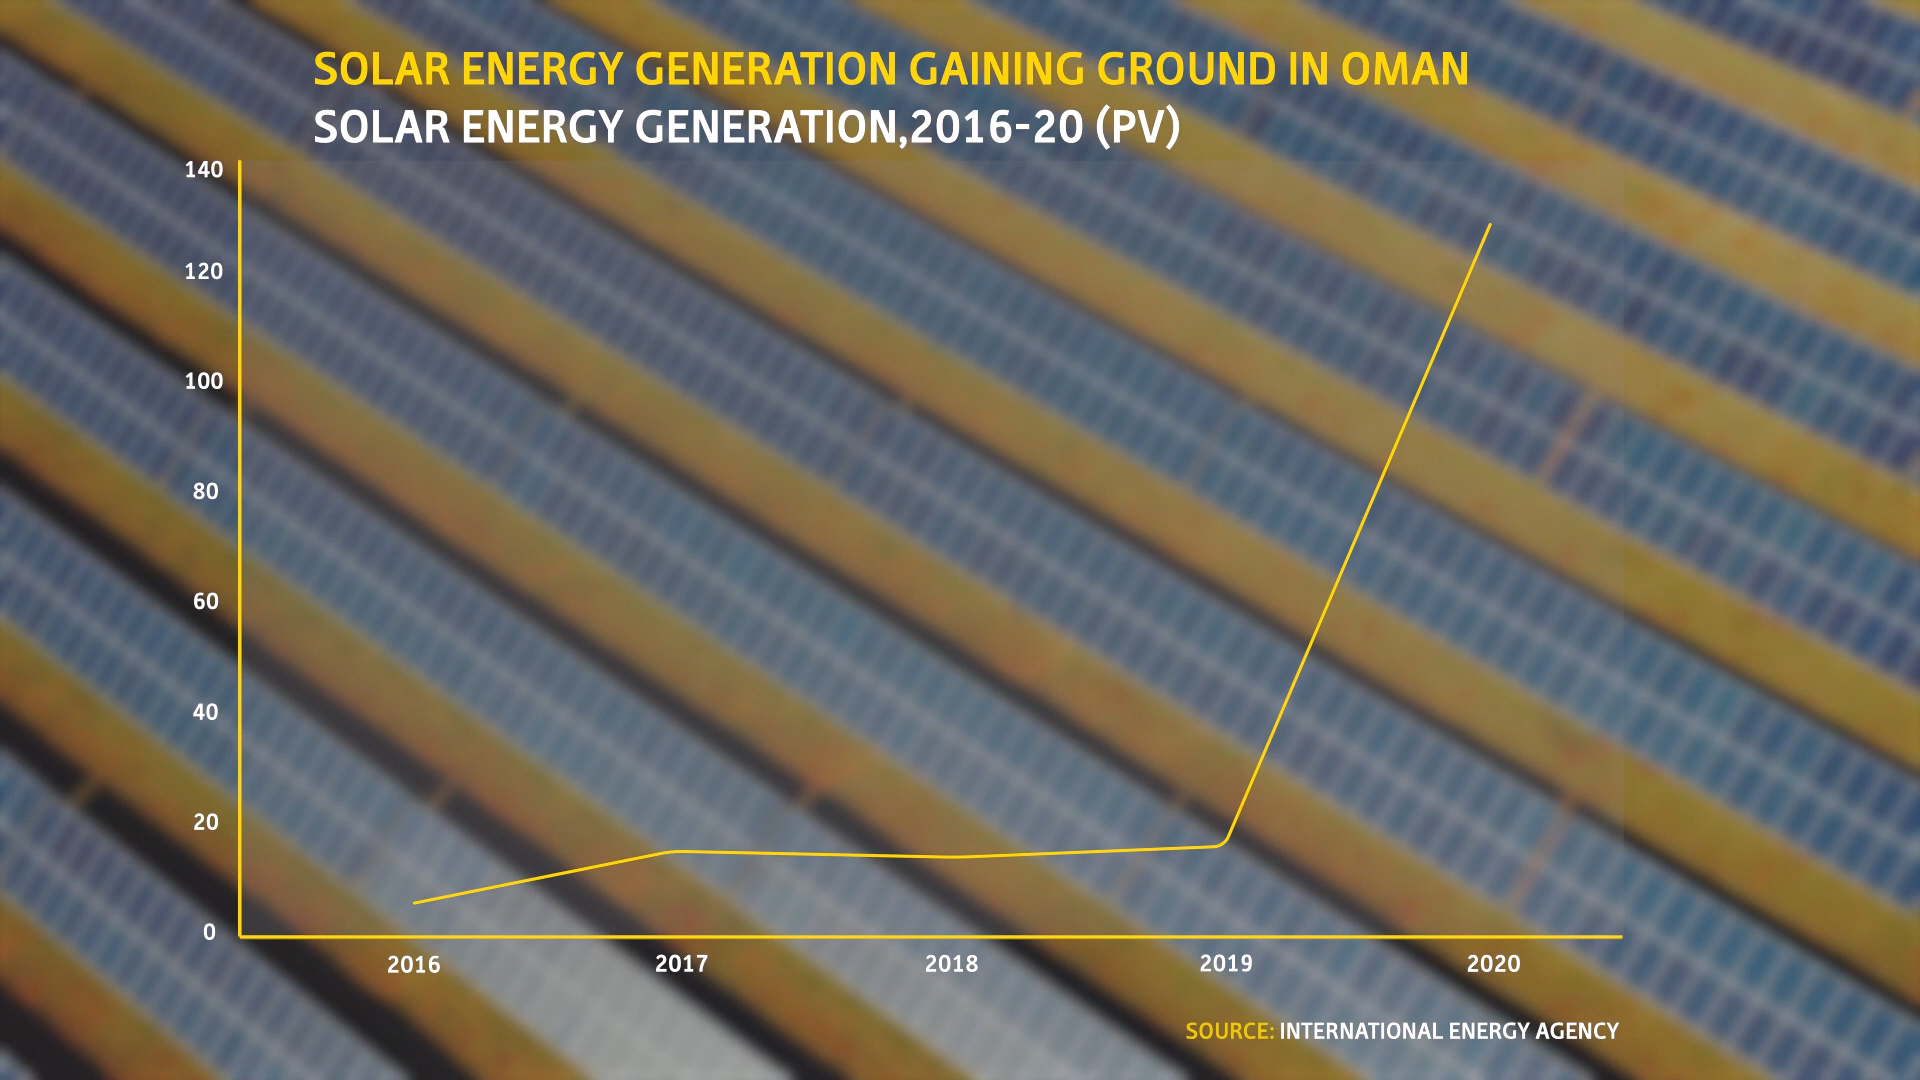 SOLAR ENERGY GENERATION GAINING GROUND IN OMAN
SOLAR ENERGY GENERATION,2016-20 (PV)
140
120
100
80
60
40
20
0
2016 2017 2018 2019 2020
SOURCE: INTERNATIONAL ENERGY AGENCY